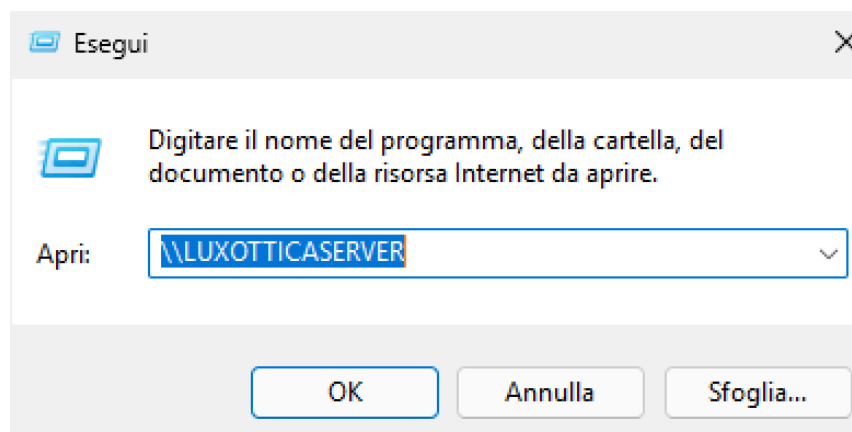 Esegui
Digitare il nome del programma, della cartella, del
documento o della risorsa Internet da aprire.
Apri:
\\LUXOTTICASERVER
OK
Annulla
Sfoglia...